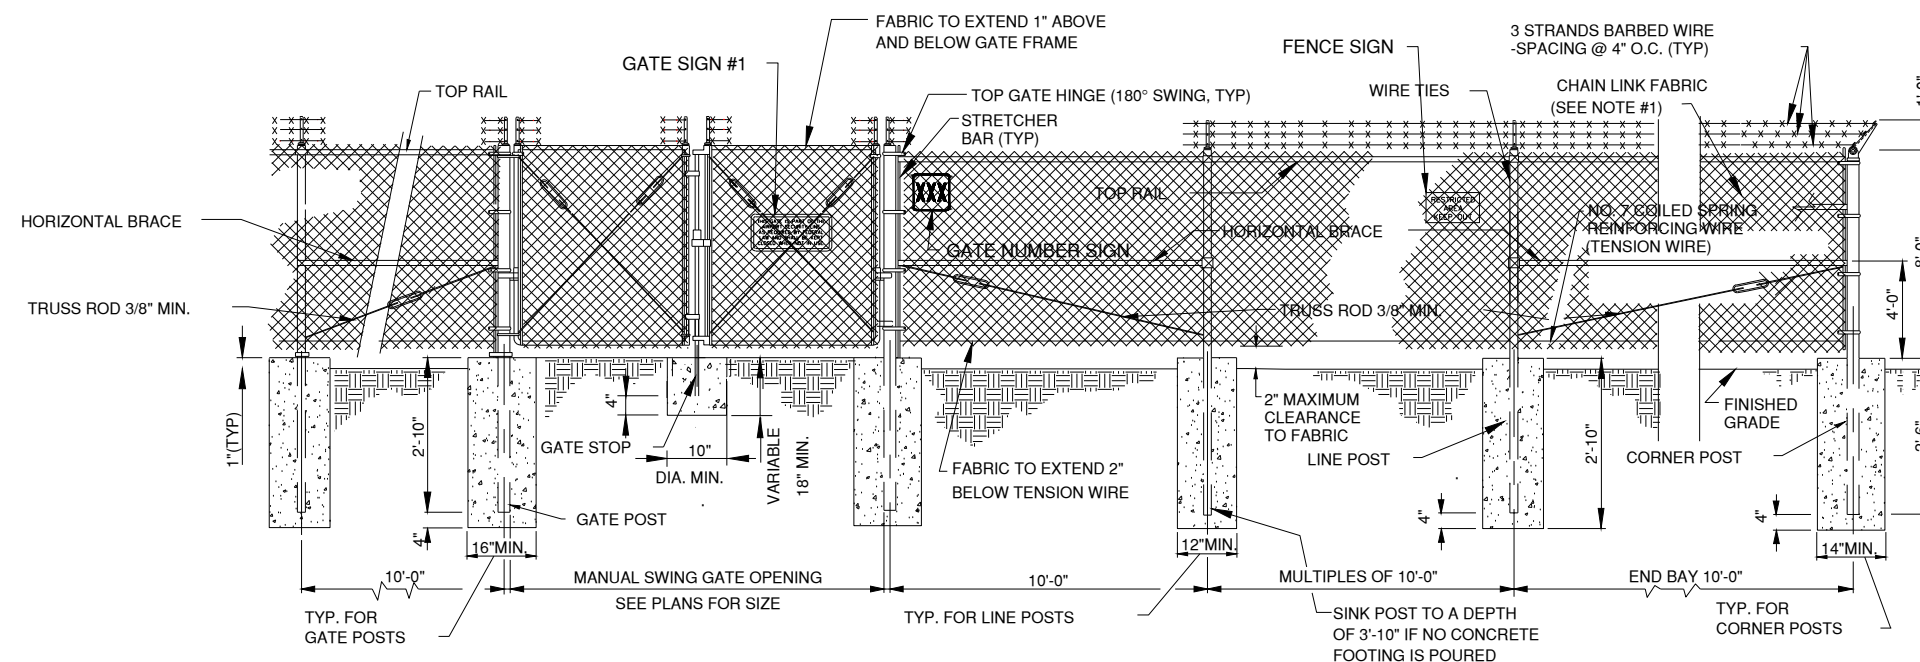 FABRIC TO EXTEND 1" ABOVE
AND BELOW GATE FRAME
GATE SIGN #1
TOP RAIL
TOP GATE HINGE (180° SWING, TYP)
STRETCHER
BAR (TYP)
FENCE SIGN
WIRE TIES
3 STRANDS BARBED WIRE
-SPACING @ 4" O.C. (TYP)
CHAIN LINK FABRIC
(SEE NOTE #1)
HORIZONTAL BRACE
TRUSS ROD 3/8" MIN.
XXX
GATE NUMBER SIGN
TOP RAIL
HORIZONTAL BRACE
RESTRICTED
AREA
KEEP OUT
NO. 7 COILED SPRING
REINFORCING WIRE
(TENSION WIRE)
TRUSS ROD 3/8" MIN.
4'-0"
1"(TYP)
2'-10"
4"
4"
GATE STOP
10"
DIA. MIN.
VARIABLE
18" MIN.
GATE POST
FABRIC TO EXTEND 2"
BELOW TENSION WIRE
2" MAXIMUM
CLEARANCE
TO FABRIC
LINE POST
4"
2'-10"
FINISHED
GRADE
CORNER POST
4"
16"MIN.
12"MIN.
14"MIN.
10'-0"
MANUAL SWING GATE OPENING
SEE PLANS FOR SIZE
10'-0"
MULTIPLES OF 10'-0"
END BAY 10'-0"
TYP. FOR
GATE POSTS
TYP. FOR LINE POSTS
SINK POST TO A DEPTH
OF 3'-10" IF NO CONCRETE
FOOTING IS POURED
TYP. FOR
CORNER POSTS